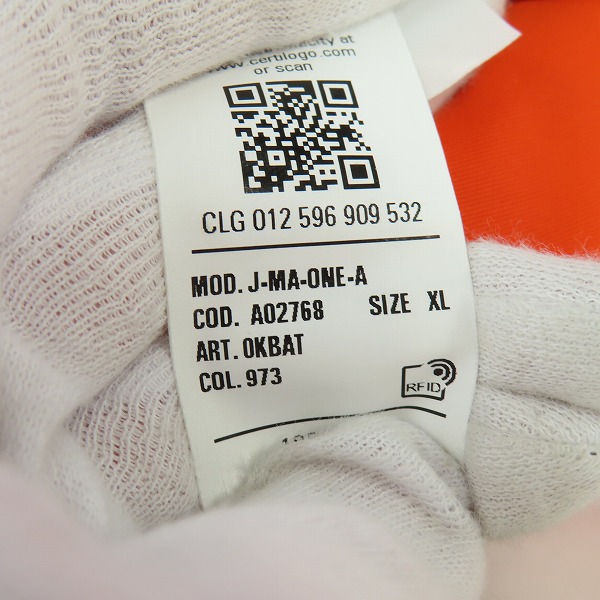 at
www.certilogo.com
or scan
CLG 012 596 909 532
MOD. J-MA-ONE-A
COD. A02768 SIZE XL
ART. 0KBAT
COL. 973
RFID